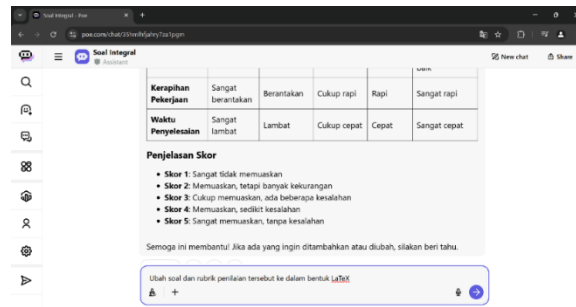 Soal Integral - Poe
poe.com/chat/
Soal Integral
Assistant
New chat
Share
Kerapihan Pekerjaan Sangat berantakan Berantakan Cukup rapi Rapi Sangat rapi
Waktu Penyelesaian Sangat lambat Lambat Cukup cepat Cepat Sangat cepat
Penjelasan Skor
• Skor 1: Sangat tidak memuaskan
• Skor 2: Memuaskan, tetapi banyak kekurangan
• Skor 3: Cukup memuaskan, ada beberapa kesalahan
• Skor 4: Memuaskan, sedikit kesalahan
• Skor 5: Sangat memuaskan, tanpa kesalahan
Semoga ini membantu! Jika ada yang ingin ditambahkan atau diubah, silakan beri tahu.
Ubah soal dan rubrik penilaian tersebut ke dalam bentuk LaTeX